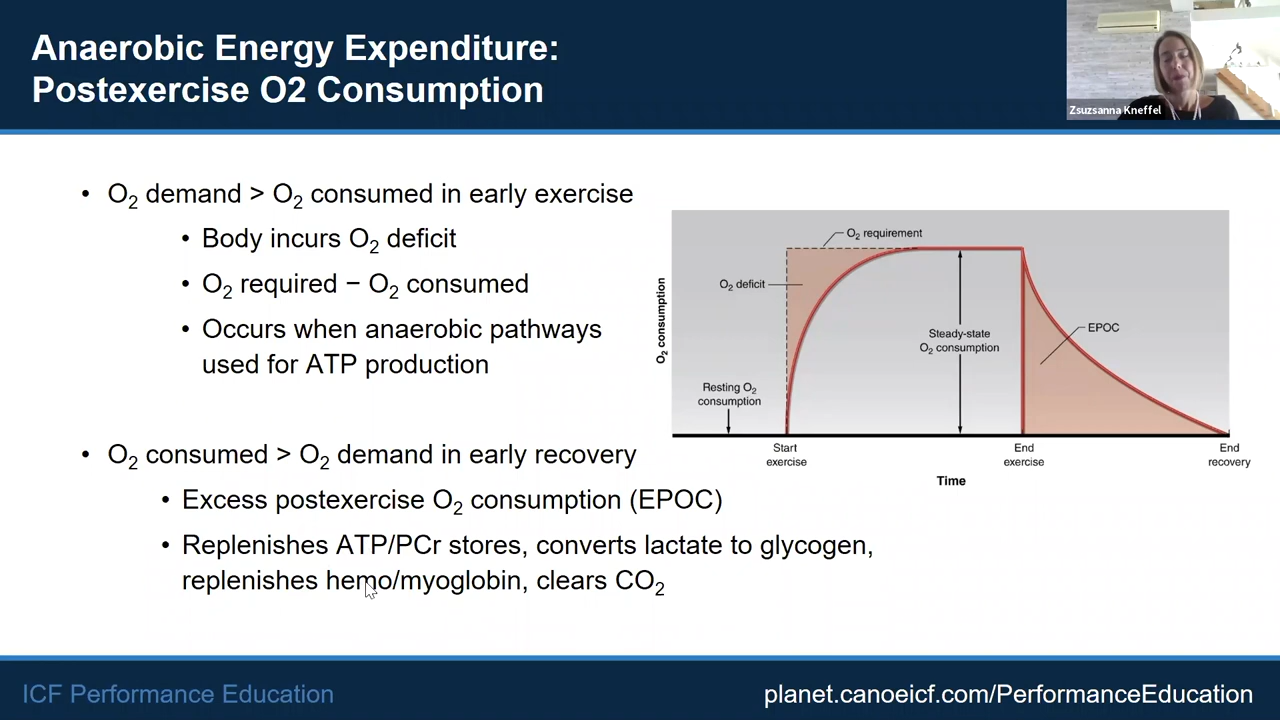 Anaerobic Energy Expenditure:
Postexercise O2 Consumption
Zsuzsanna Kneffel
• O₂ demand > O₂ consumed in early exercise
• Body incurs O₂ deficit
• O₂ required − O₂ consumed
• Occurs when anaerobic pathways
used for ATP production
• O₂ consumed > O₂ demand in early recovery
• Excess postexercise O₂ consumption (EPOC)
• Replenishes ATP/PCr stores, converts lactate to glycogen,
replenishes hemo/myoglobin, clears CO₂
O₂ requirement
O₂ deficit
O₂ consumption
Steady-state
O₂ consumption
EPOC
Resting O₂
consumption
Start
exercise
End
exercise
End
recovery
Time
ICF Performance Education
planet.canoeicf.com/PerformanceEducation